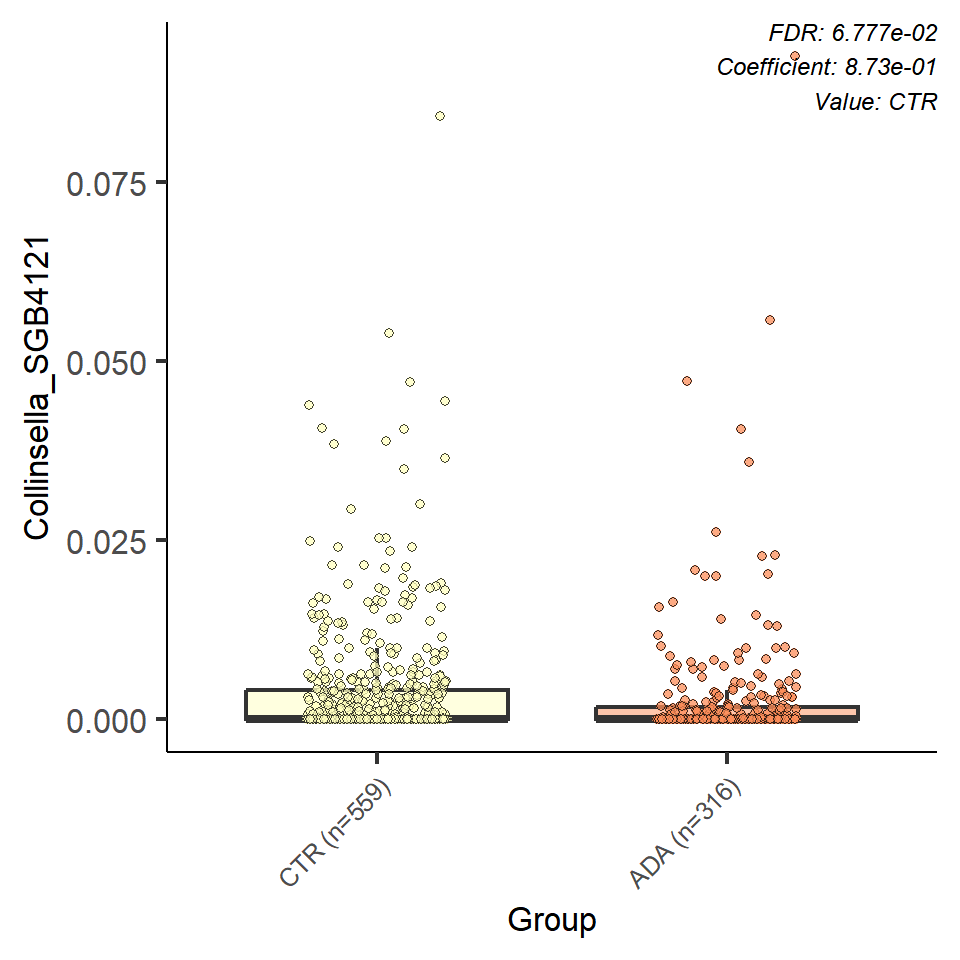 FDR: 6.777e-02
Coefficient: 8.73e-01
Value: CTR
Collinsella_SGB4121
0.075
0.050
0.025
0.000
CTR (n=559)
ADA (n=316)
Group